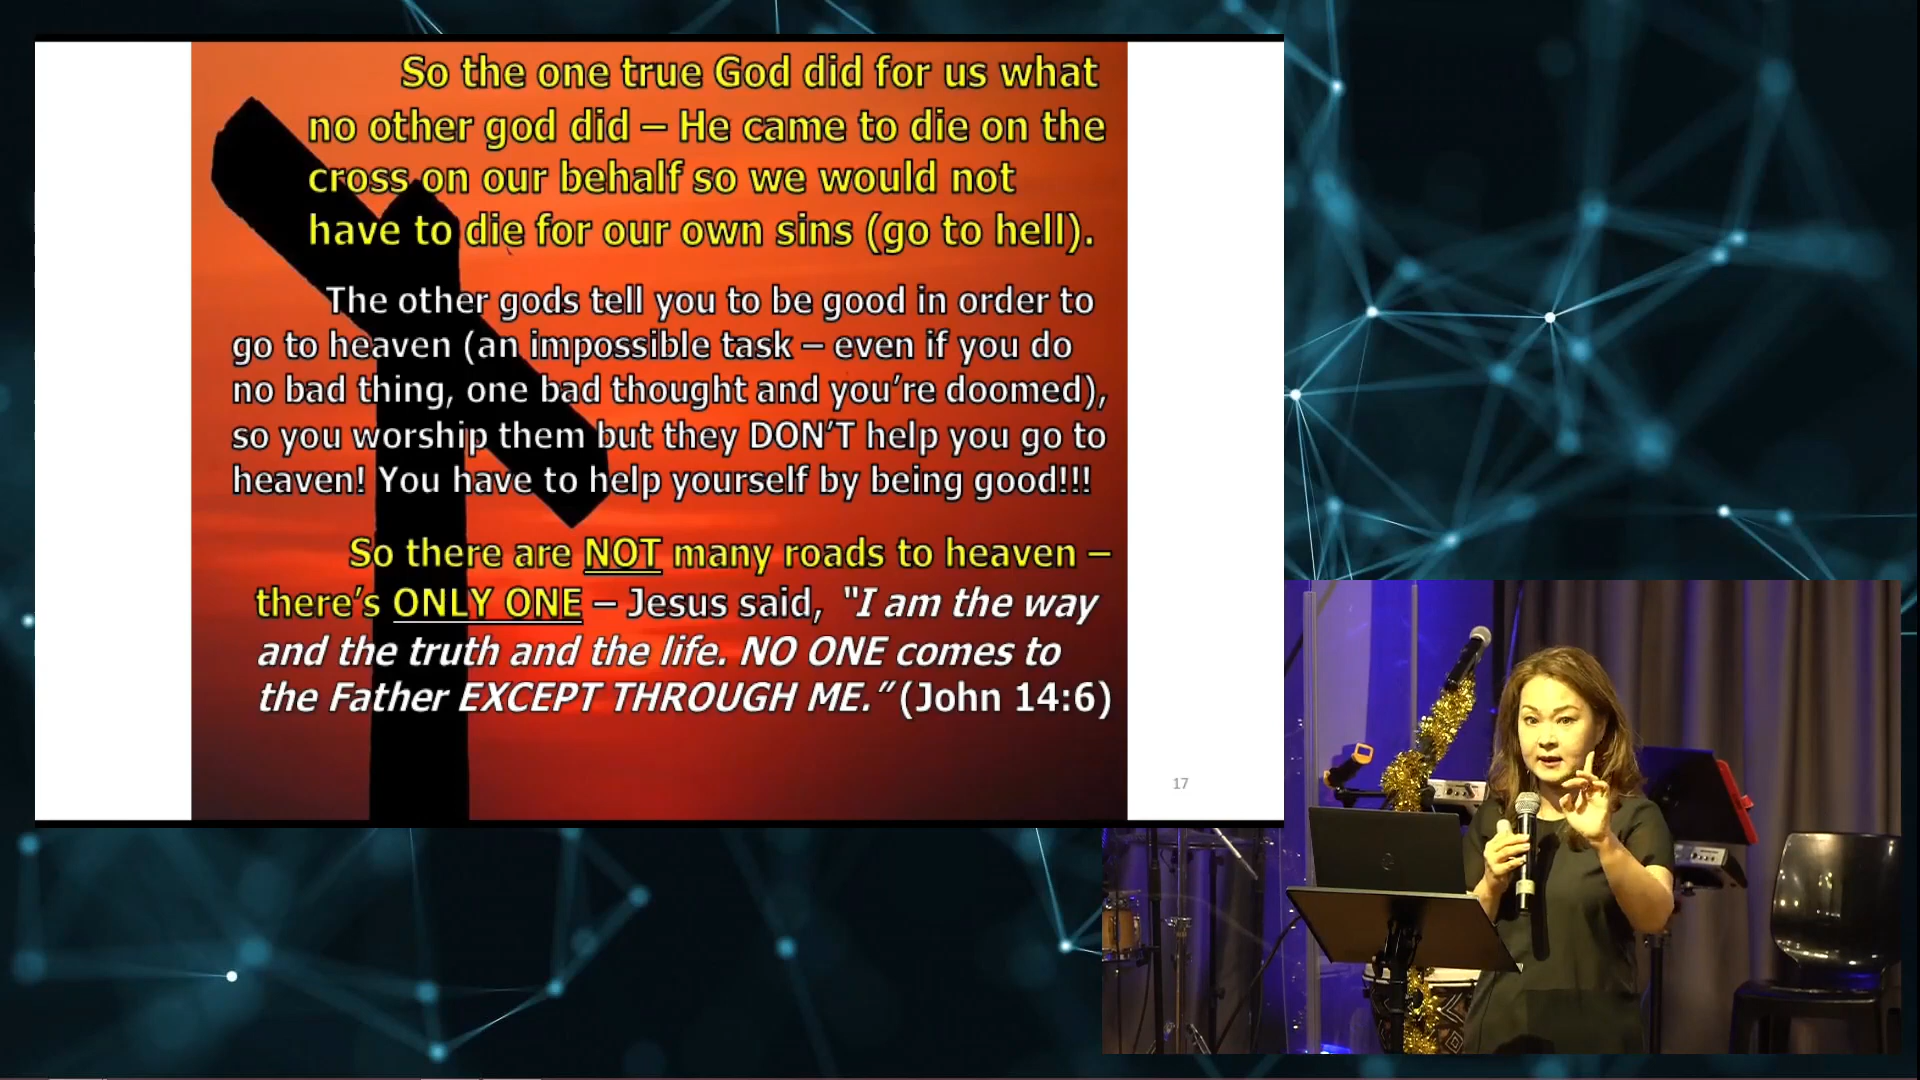 So the one true God did for us what
no other god did – He came to die on the
cross on our behalf so we would not
have to die for our own sins (go to hell).
The other gods tell you to be good in order to
go to heaven (an impossible task – even if you do
no bad thing, one bad thought and you’re doomed),
so you worship them but they DON’T help you go to
heaven! You have to help yourself by being good!!!
So there are NOT many roads to heaven –
there’s ONLY ONE – Jesus said, “I am the way
and the truth and the life. NO ONE comes to
the Father EXCEPT THROUGH ME.” (John 14:6)
17